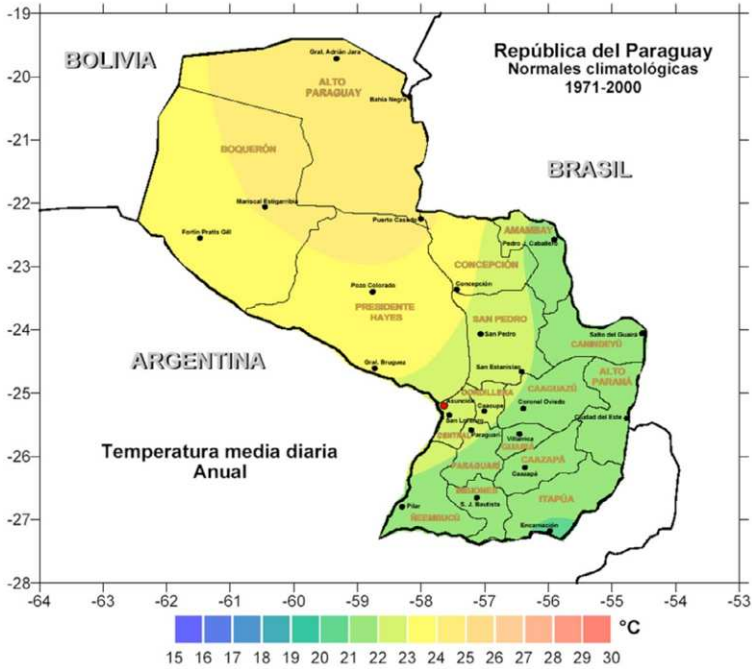 -19
-20
-21
-22
-23
-24
-25
-26
-27
-28
BOLIVIA
República del Paraguay
Normales climatológicas
1971-2000
BRASIL
ARGENTINA
Temperatura media diaria
Anual
Gral. Adrián Jara
ALTO
PARAGUAY
Bahía Negra
BOQUERÓN
Mariscal Estigarribia
Fortín Pratts Gill
Puerto Casado
AMAMBAY
Pedro J. Caballero
CONCEPCIÓN
Concepción
Pozo Colorado
PRESIDENTE
HAYES
SAN PEDRO
San Pedro
Salto del Guairá
CANINDEYÚ
Gral. Bruguez
San Estanislao
ALTO
PARANÁ
CORDILLERA
CAAGUAZÚ
Asunción
Caacupe
Coronel Oviedo
San Lorenzo
Ciudad del Este
CENTRAL
Paraguarí
Villarrica
GUAIRÁ
PARAGUARÍ
CAAZAPÁ
Caazapá
MISIONES
S. J. Bautista
ITAPÚA
Pilar
ÑEEMBUCÚ
Encarnación
-64 -63 -62 -61 -60 -59 -58 -57 -56 -55 -54 -53
°C
15 16 17 18 19 20 21 22 23 24 25 26 27 28 29 30